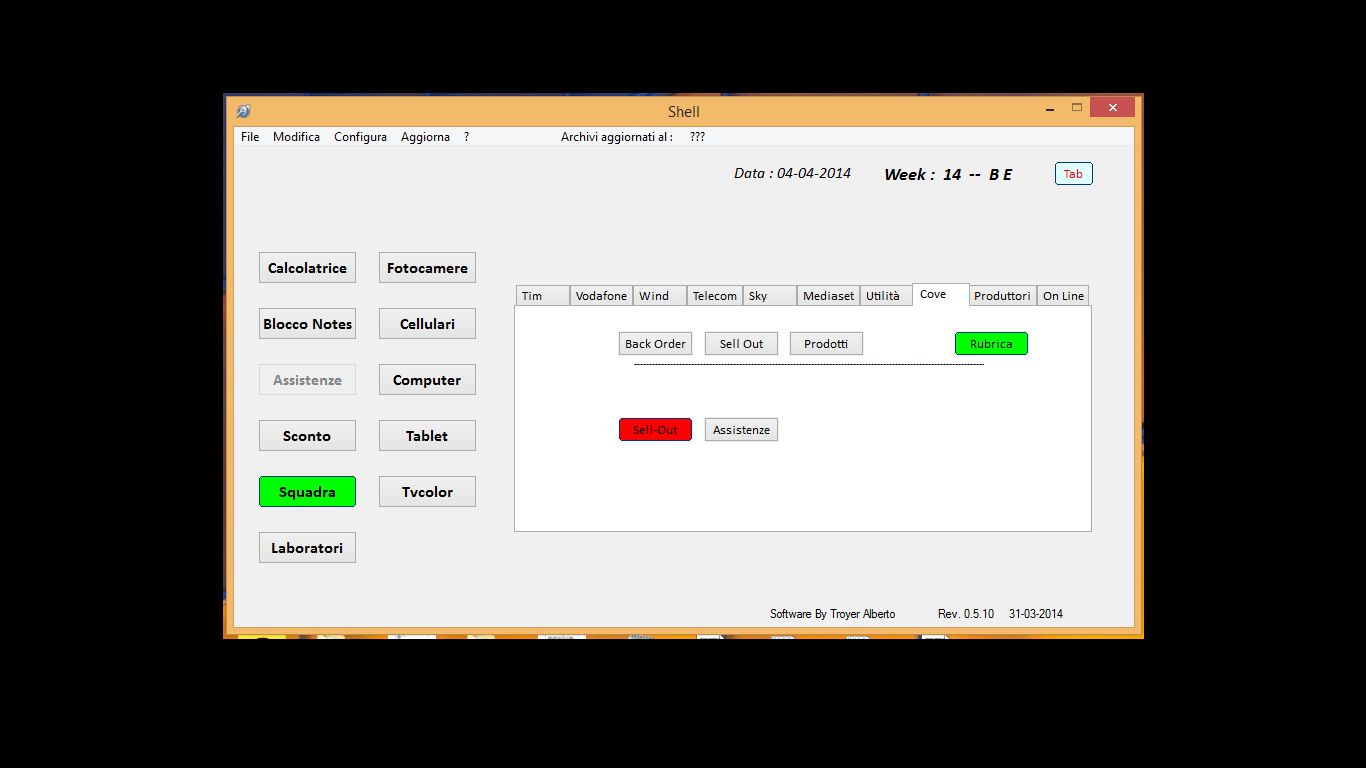 Shell
File Modifica Configura Aggiorna ? Archivi aggiornati al : ???
Data : 04-04-2014 Week : 14 -- B E Tab
Calcolatrice Fotocamere
Blocco Notes Cellulari
Assistenze Computer
Sconto Tablet
Squadra Tvcolor
Laboratori
Tim Vodafone Wind Telecom Sky Mediaset Utilità Cove Produttori On Line
Back Order Sell Out Prodotti Rubrica
Sell-Out Assistenze
Software By Troyer Alberto Rev. 0.5.10 31-03-2014